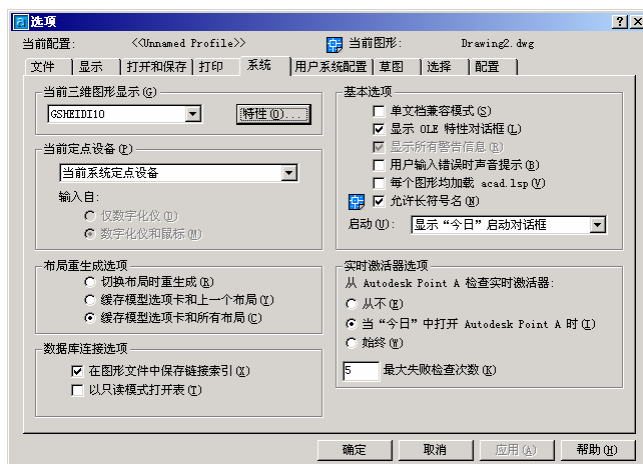 选项
当前配置: <<Unnamed Profile>> 当前图形: Drawing2.dwg
文件 显示 打开和保存 打印 系统 用户系统配置 草图 选择 配置
当前三维图形显示(G)
GSHEIDI10 特性(O)...
当前定点设备(P)
当前系统定点设备
输入自:
仅数字化仪(D)
数字化仪和鼠标(M)
布局重生成选项
切换布局时重生成(R)
缓存模型选项卡和上一个布局(Y)
缓存模型选项卡和所有布局(C)
数据库连接选项
在图形文件中保存链接索引(X)
以只读模式打开表(T)
基本选项
单文档兼容模式(S)
显示 OLE 特性对话框(L)
显示所有警告信息(R)
用户输入错误时声音提示(B)
每个图形均加载 acad.lsp(V)
允许长符号名(N)
启动(U): 显示“今日”启动对话框
实时激活器选项
从 Autodesk Point A 检查实时激活器:
从不(E)
当“今日”中打开 Autodesk Point A 时(I)
始终(W)
5 最大失败检查次数(K)
确定 取消 应用(A) 帮助(H)